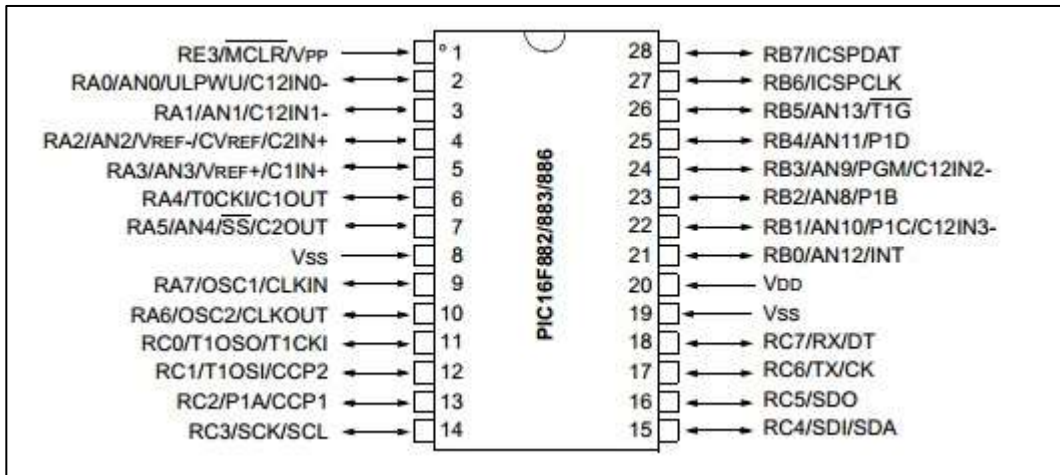 RE3/MCLR/VPP 1 28 RB7/ICSPDAT
RA0/AN0/ULPWU/C12IN0- 2 27 RB6/ICSPCLK
RA1/AN1/C12IN1- 3 26 RB5/AN13/T1G
RA2/AN2/VREF-/CVREF/C2IN+ 4 25 RB4/AN11/P1D
RA3/AN3/VREF+/C1IN+ 5 24 RB3/AN9/PGM/C12IN2-
RA4/T0CKI/C1OUT 6 23 RB2/AN8/P1B
RA5/AN4/SS/C2OUT 7 22 RB1/AN10/P1C/C12IN3-
VSS 8 21 RB0/AN12/INT
RA7/OSC1/CLKIN 9 20 VDD
RA6/OSC2/CLKOUT 10 19 VSS
RC0/T1OSO/T1CKI 11 18 RC7/RX/DT
RC1/T1OSI/CCP2 12 17 RC6/TX/CK
RC2/P1A/CCP1 13 16 RC5/SDO
RC3/SCK/SCL 14 15 RC4/SDI/SDA
PIC16F882/883/886